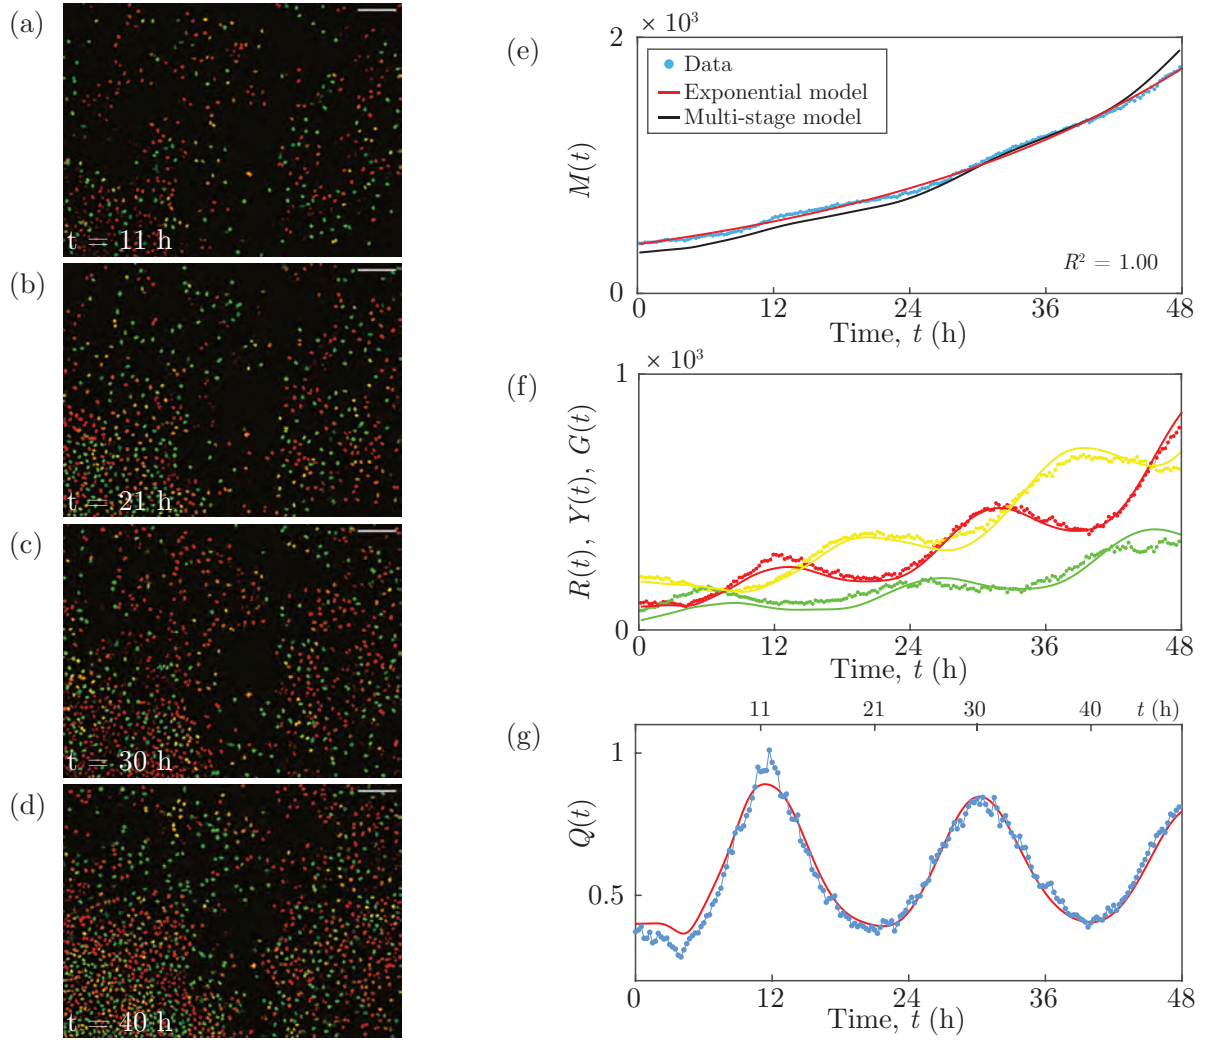 (a)
t = 11 h
(b)
t = 21 h
(c)
t = 30 h
(d)
t = 40 h
(e)
× 10³
2
M(t)
0
Data
Exponential model
Multi-stage model
R² = 1.00
0 12 24 36 48
Time, t (h)
(f)
× 10³
1
R(t), Y(t), G(t)
0
0 12 24 36 48
Time, t (h)
(g)
11 21 30 40 t (h)
1
Q(t)
0.5
0 12 24 36 48
Time, t (h)